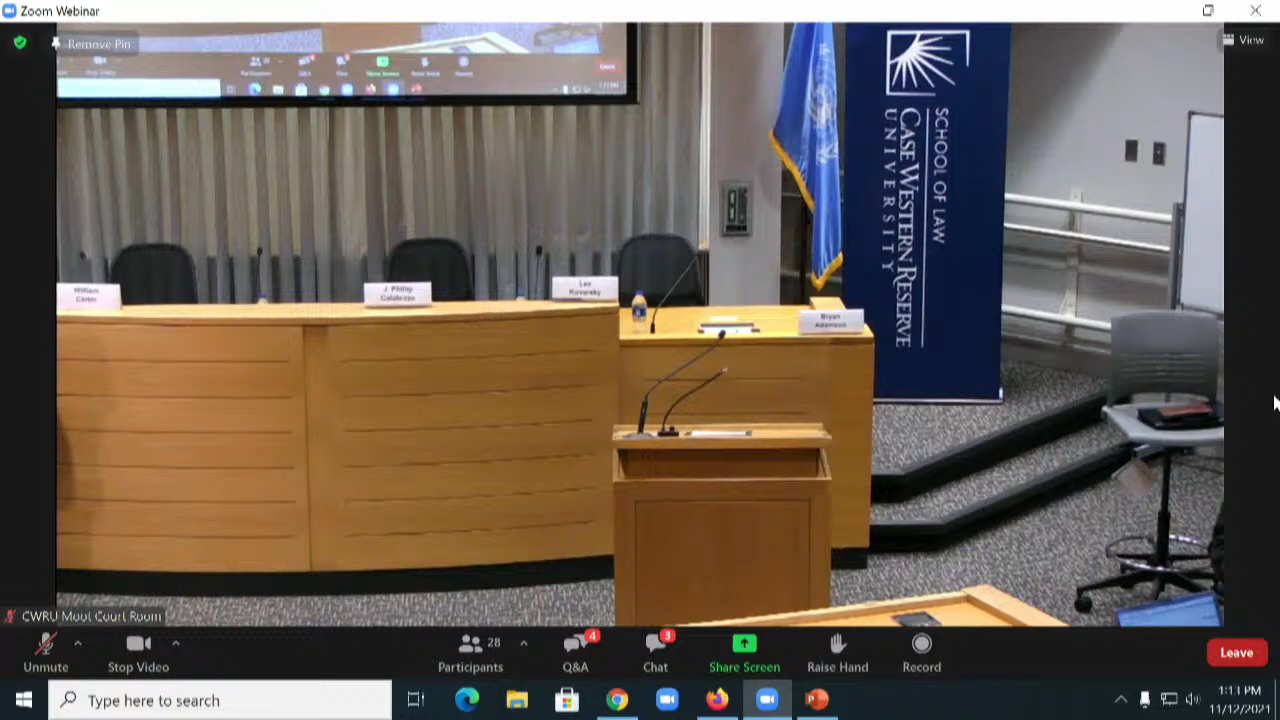 Zoom Webinar
Remove Pin
View
SCHOOL OF LAW
CASE WESTERN RESERVE
UNIVERSITY
William
J. Phillip
Calabrese
Lee
Kovarsky
Bryan
Adamson
CWRU Moot Court Room
Unmute
Stop Video
28
Participants
4
Q&A
3
Chat
Share Screen
Raise Hand
Record
Leave
Type here to search
1:13 PM
11/12/2021